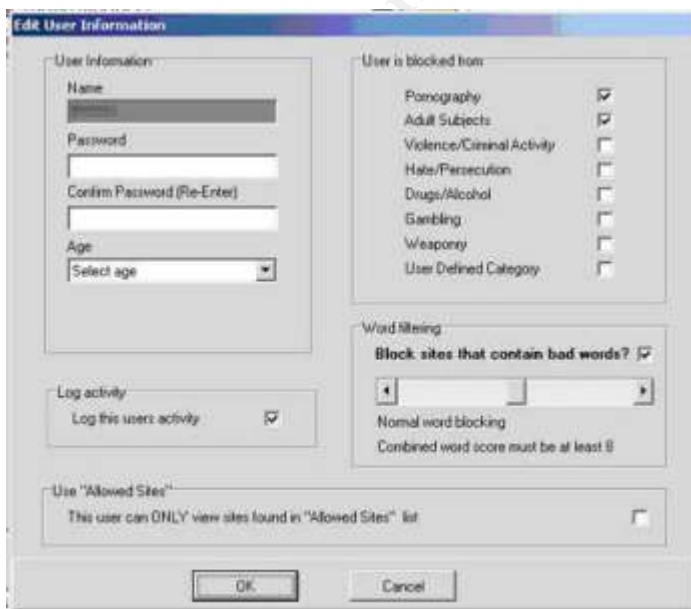 Edit User Information
User Information
Name
Password
Confirm Password (Re-Enter)
Age
Select age
User is blocked from
Pornography
Adult Subjects
Violence/Criminal Activity
Hate/Persecution
Drugs/Alcohol
Gambling
Weaponry
User Defined Category
Word filtering
Block sites that contain bad words?
Normal word blocking
Combined word score must be at least 8
Log activity
Log this users activity
Use "Allowed Sites"
This user can ONLY view sites found in "Allowed Sites" list
OK
Cancel